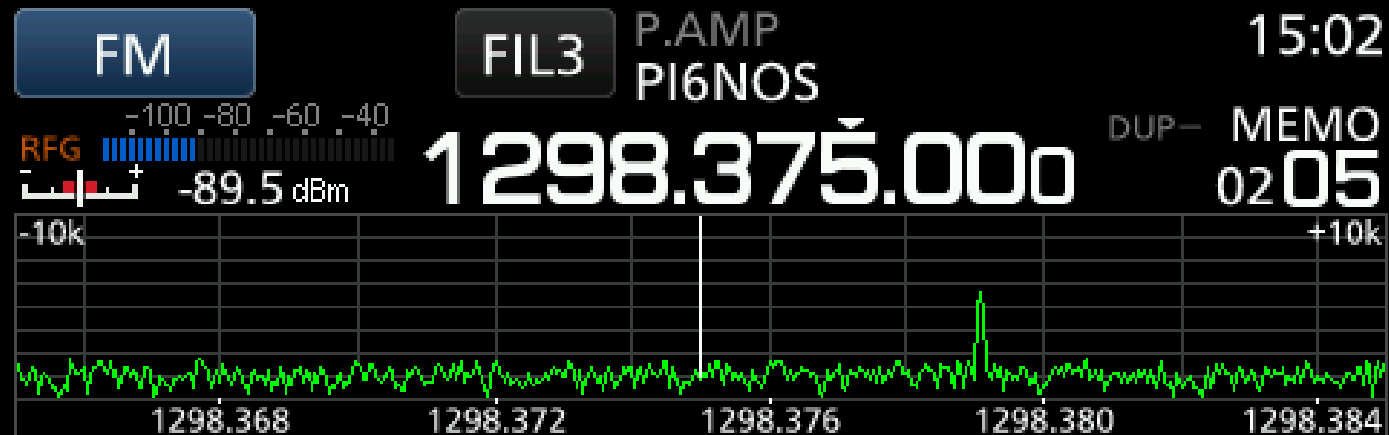 FM FIL3 P.AMP 15:02
PI6NOS
-100 -80 -60 -40
RFG 1298.375.000 DUP- MEMO
- + -89.5 dBm 02 05
-10k +10k
1298.368 1298.372 1298.376 1298.380 1298.384